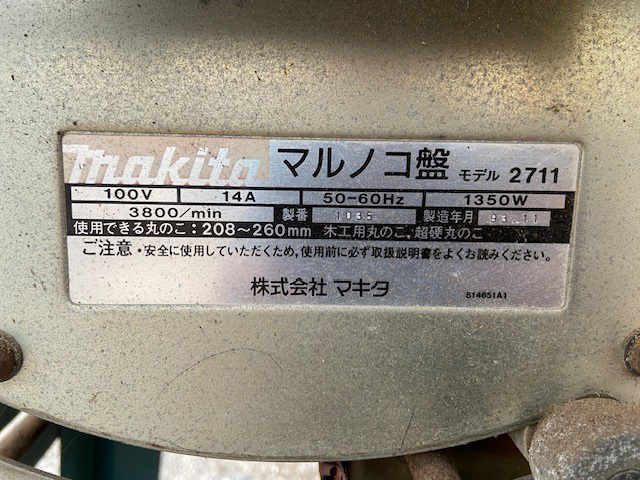 makita マルノコ盤 モデル 2711
100V 14A 50-60Hz 1350W
3800/min 製番 1035 製造年月 93.11
使用できる丸のこ:208~260mm 木工用丸のこ、超硬丸のこ
ご注意・安全に使用していただくため、使用前に必ず取扱説明書をよくお読みください。
株式会社 マキタ 814651A1